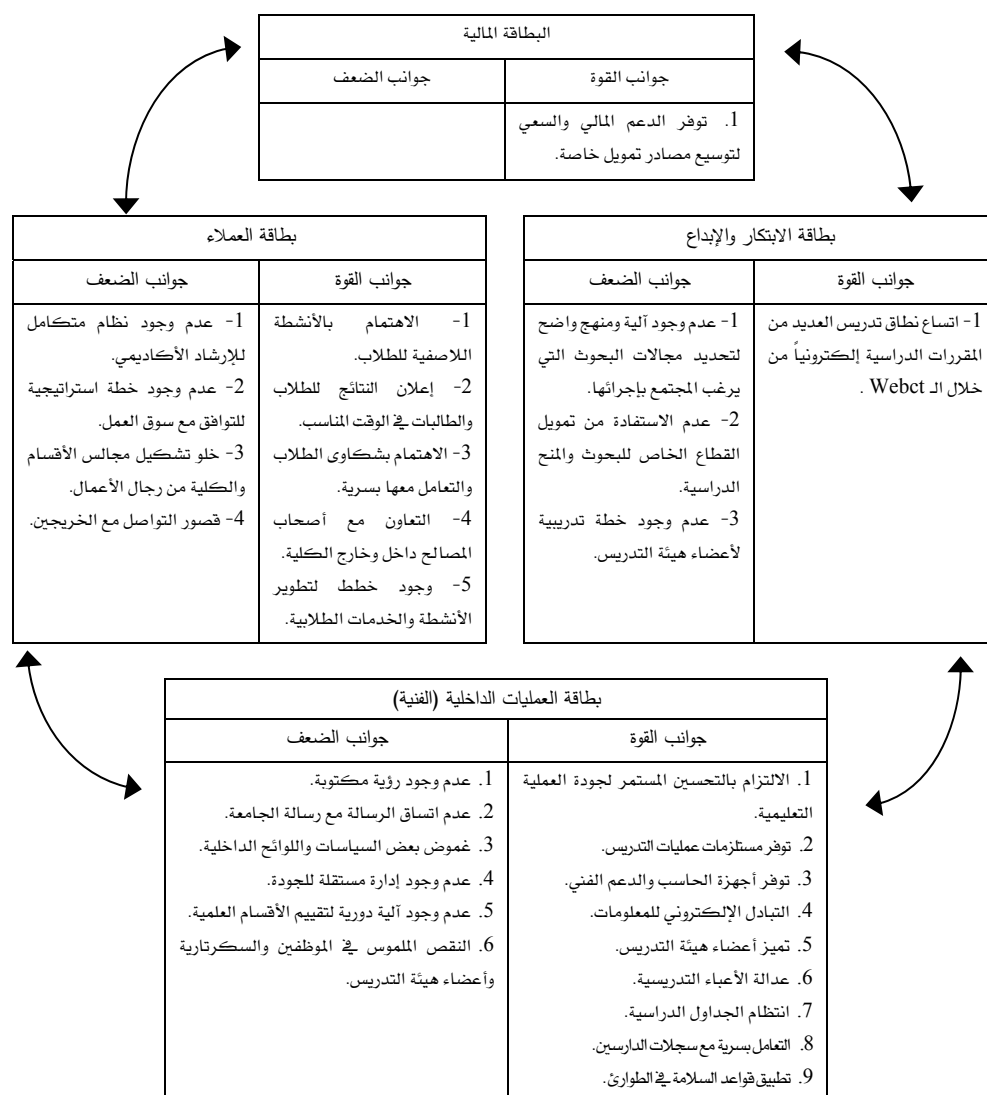 البطاقة المالية
جوانب القوة
جوانب الضعف
1. توفر الدعم المالي والسعي
لتوسيع مصادر تمويل خاصة.
بطاقة الابتكار والإبداع
جوانب القوة
جوانب الضعف
1- اتساع نطاق تدريس العديد من
المقررات الدراسية إلكترونياً من
خلال الـ Webct .
1- عدم وجود آلية ومنهج واضح
لتحديد مجالات البحوث التي
يرغب المجتمع بإجرائها.
2- عدم الاستفادة من تمويل
القطاع الخاص للبحوث والمنح
الدراسية.
3- عدم وجود خطة تدريبية
لأعضاء هيئة التدريس.
بطاقة العملاء
جوانب القوة
جوانب الضعف
1- الاهتمام بالأنشطة
اللاصفية للطلاب.
2- إعلان النتائج للطلاب
والطالبات في الوقت المناسب.
3- الاهتمام بشكاوى الطلاب
والتعامل معها بسرية.
4- التعاون مع أصحاب
المصالح داخل وخارج الكلية.
5- وجود خطط لتطوير
الأنشطة والخدمات الطلابية.
1- عدم وجود نظام متكامل
للإرشاد الأكاديمي.
2- عدم وجود خطة استراتيجية
للتوافق مع سوق العمل.
3- خلو تشكيل مجالس الأقسام
والكلية من رجال الأعمال.
4- قصور التواصل مع الخريجين.
بطاقة العمليات الداخلية (الفنية)
جوانب القوة
جوانب الضعف
1. الالتزام بالتحسين المستمر لجودة العملية
التعليمية.
2. توفر مستلزمات عمليات التدريس.
3. توفر أجهزة الحاسب والدعم الفني.
4. التبادل الإلكتروني للمعلومات.
5. تميز أعضاء هيئة التدريس.
6. عدالة الأعباء التدريسية.
7. انتظام الجداول الدراسية.
8. التعامل بسرية مع سجلات الدارسين.
9. تطبيق قواعد السلامة في الطوارئ.
1. عدم وجود رؤية مكتوبة.
2. عدم اتساق الرسالة مع رسالة الجامعة.
3. غموض بعض السياسات واللوائح الداخلية.
4. عدم وجود إدارة مستقلة للجودة.
5. عدم وجود آلية دورية لتقييم الأقسام العلمية.
6. النقص الملموس في الموظفين والسكرتارية
وأعضاء هيئة التدريس.